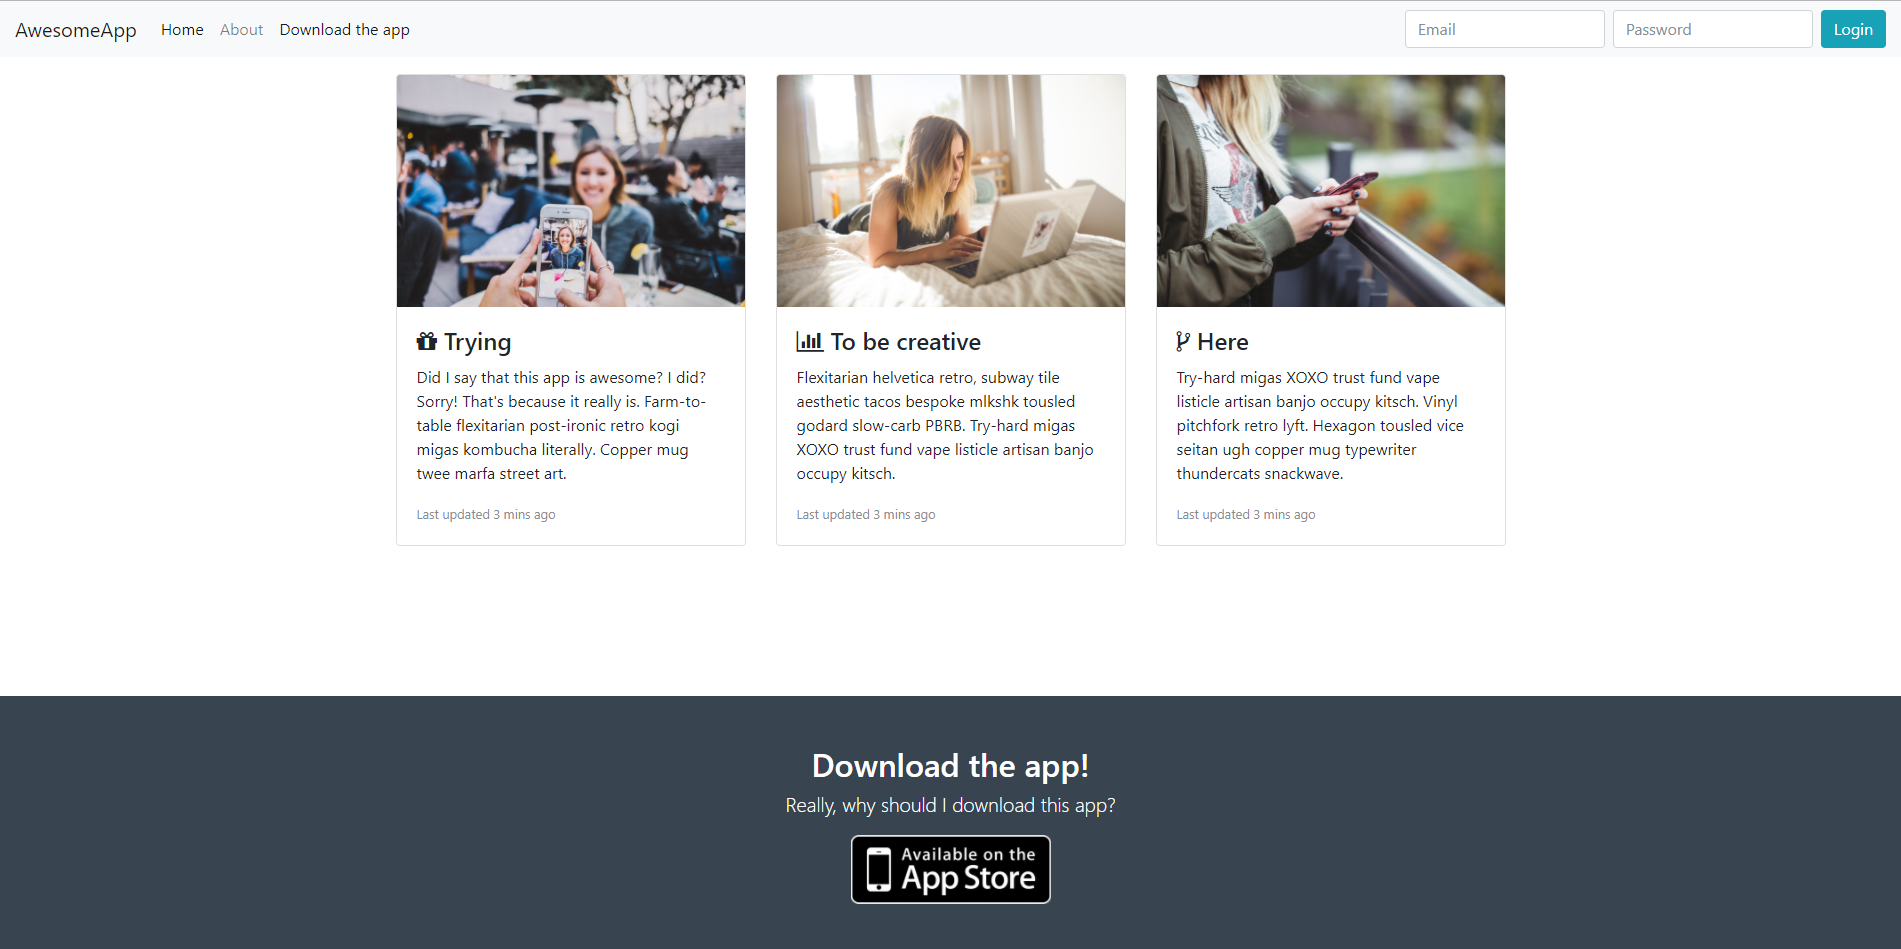 AwesomeApp Home About Download the app Email Password Login
Trying
Did I say that this app is awesome? I did?
Sorry! That's because it really is. Farm-to-
table flexitarian post-ironic retro kogi
migas kombucha literally. Copper mug
twee marfa street art.
Last updated 3 mins ago
To be creative
Flexitarian helvetica retro, subway tile
aesthetic tacos bespoke mlkshk tousled
godard slow-carb PBRB. Try-hard migas
XOXO trust fund vape listicle artisan banjo
occupy kitsch.
Last updated 3 mins ago
Here
Try-hard migas XOXO trust fund vape
listicle artisan banjo occupy kitsch. Vinyl
pitchfork retro lyft. Hexagon tousled vice
seitan ugh copper mug typewriter
thundercats snackwave.
Last updated 3 mins ago
Download the app!
Really, why should I download this app?
Available on the
App Store